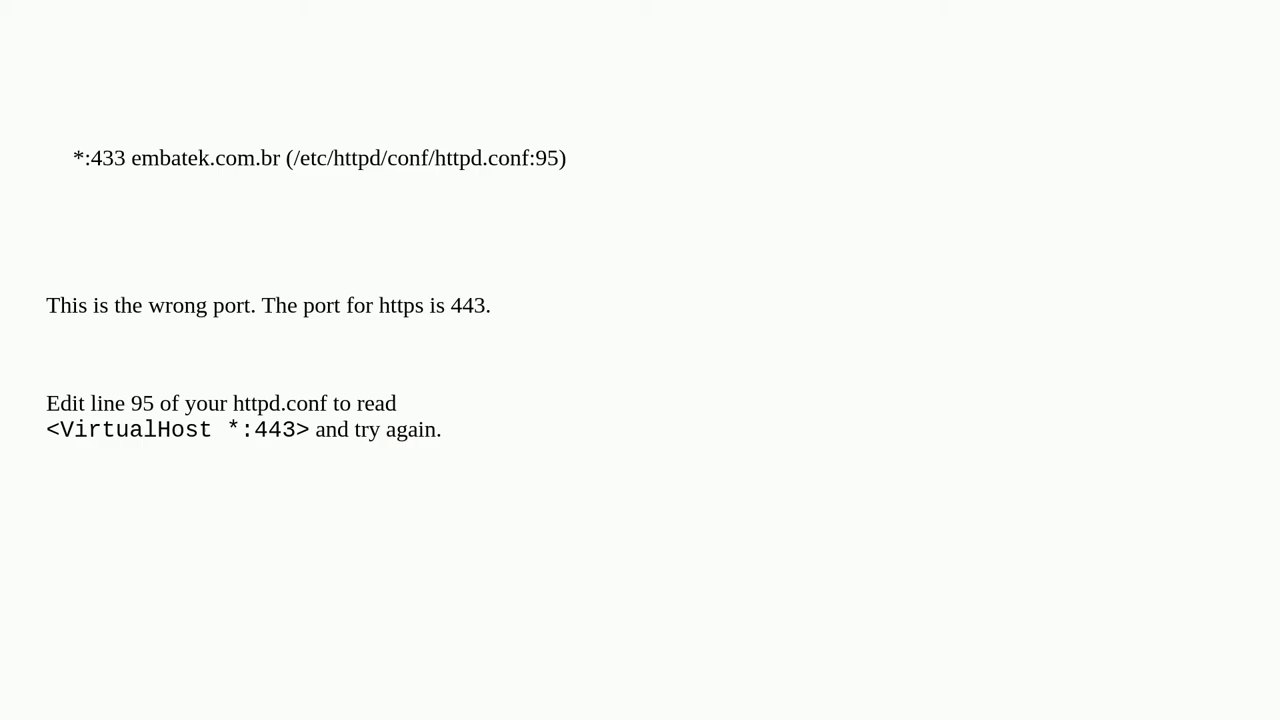 *:433 embatek.com.br (/etc/httpd/conf/httpd.conf:95)
This is the wrong port. The port for https is 443.
Edit line 95 of your httpd.conf to read
<VirtualHost *:443> and try again.